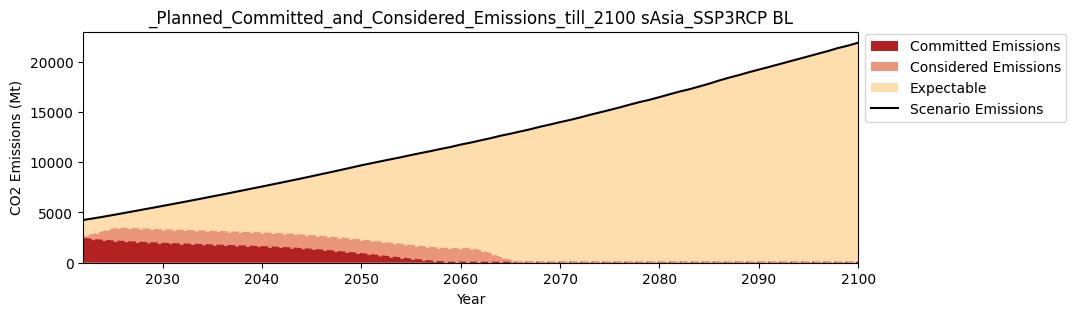 _Planned_Committed_and_Considered_Emissions_till_2100 sAsia_SSP3RCP BL
Committed Emissions
Considered Emissions
Expectable
Scenario Emissions
CO2 Emissions (Mt)
20000
15000
10000
5000
0
2030 2040 2050 2060 2070 2080 2090 2100
Year